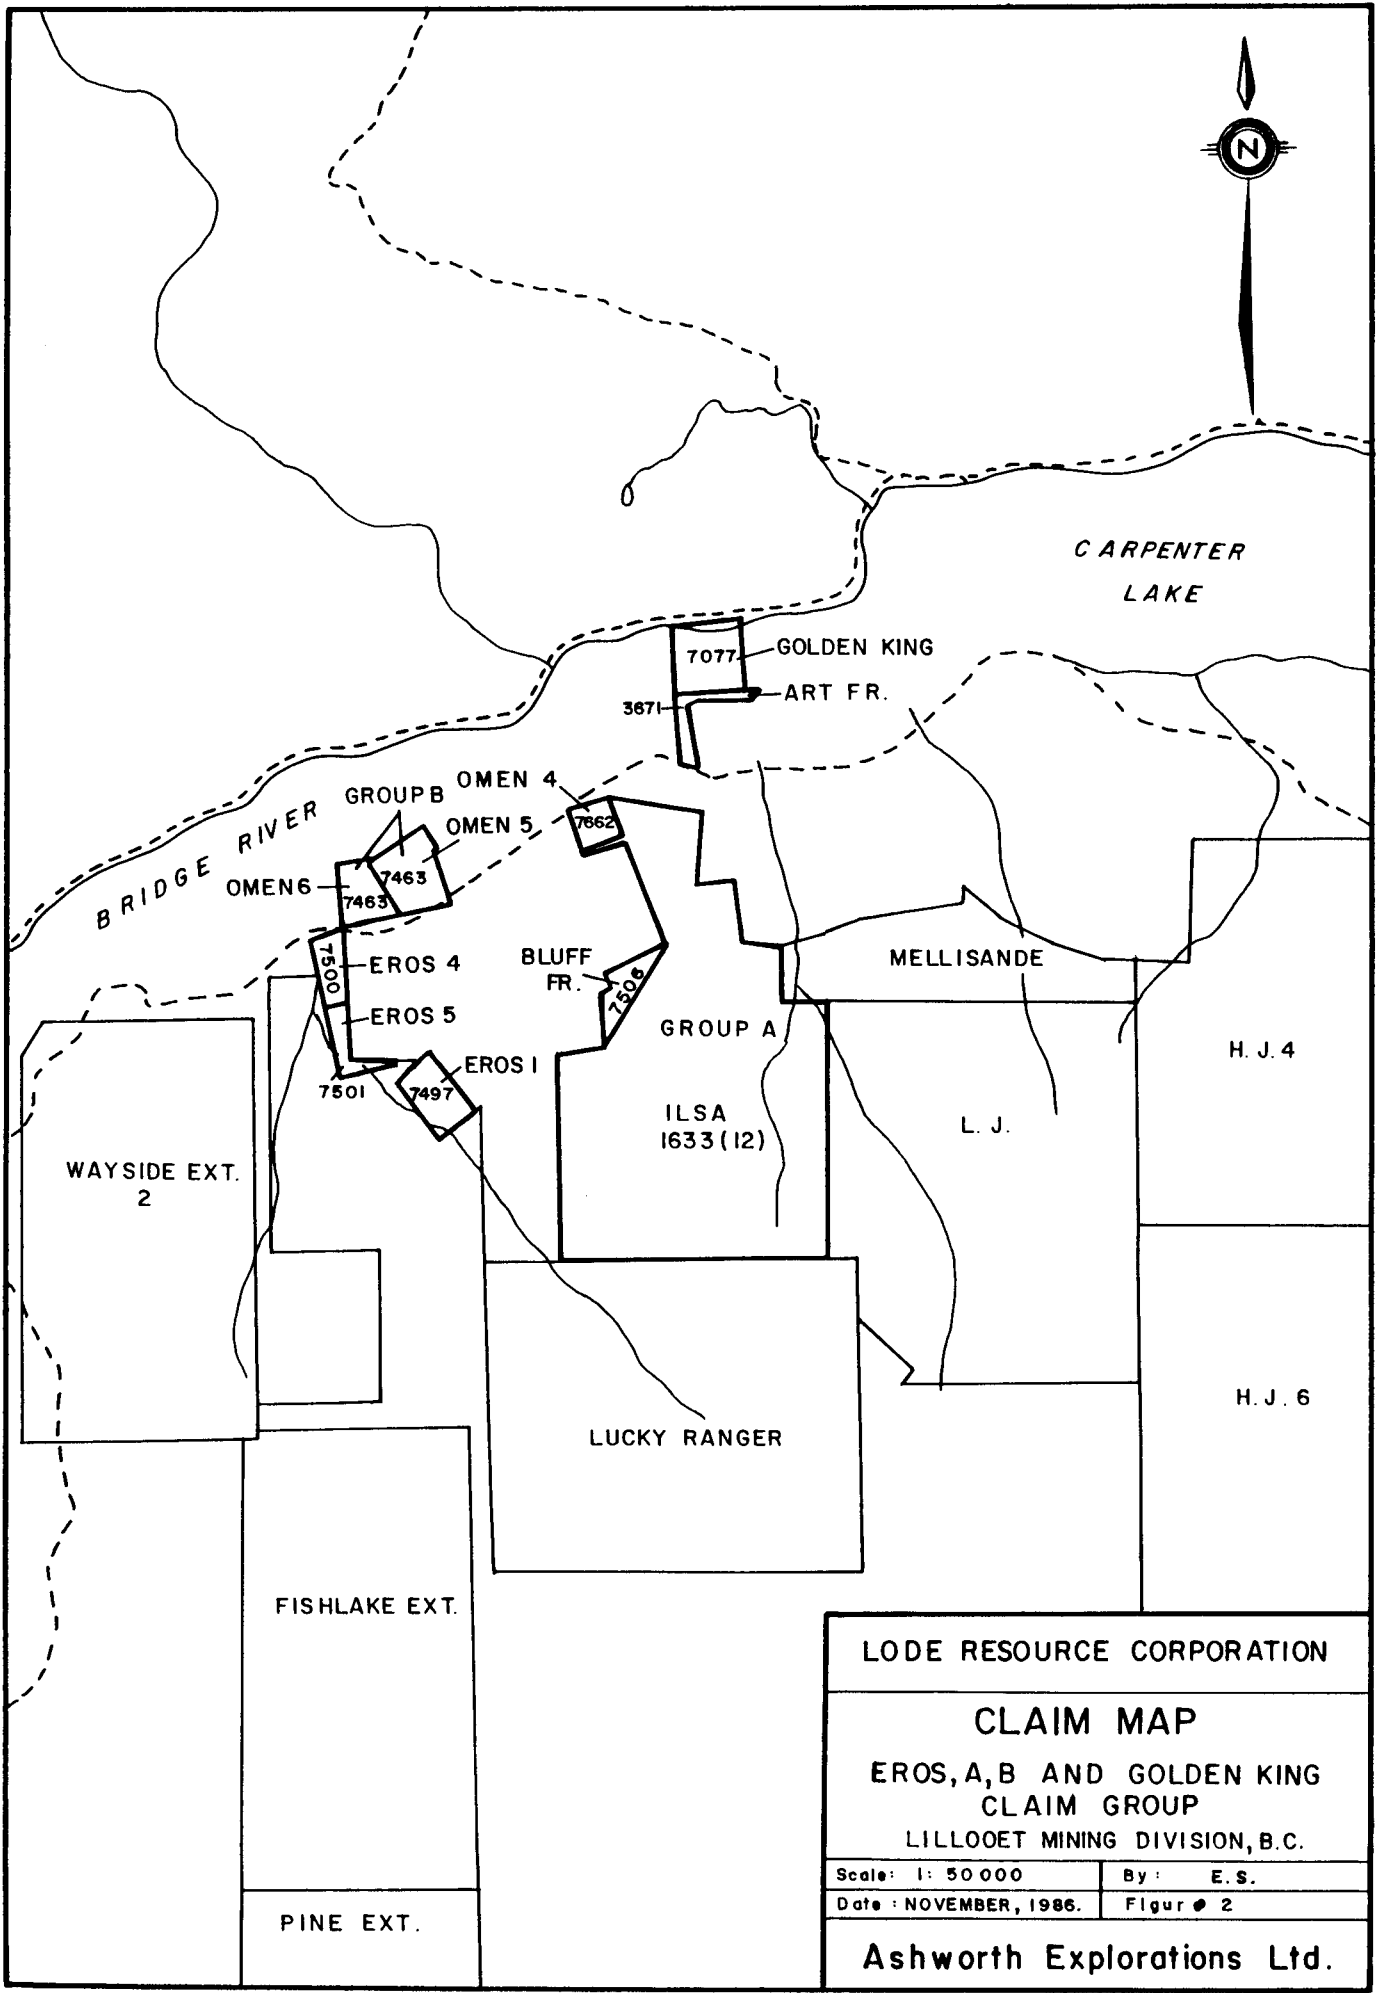 N
CARPENTER
LAKE
7077
GOLDEN KING
ART FR.
3671
OMEN 4
7662
GROUP B
OMEN 5
BRIDGE RIVER
OMEN 6
7463
7463
7500
EROS 4
BLUFF
FR.
7506
MELLISANDE
EROS 5
GROUP A
H. J. 4
7501
EROS 1
7497
ILSA
1633 (12)
L. J.
WAYSIDE EXT.
2
H. J. 6
LUCKY RANGER
FISHLAKE EXT.
PINE EXT.
LODE RESOURCE CORPORATION
CLAIM MAP
EROS, A, B AND GOLDEN KING
CLAIM GROUP
LILLOOET MINING DIVISION, B.C.
Scale: 1: 50 000
By: E. S.
Date: NOVEMBER, 1986.
Figure 2
Ashworth Explorations Ltd.